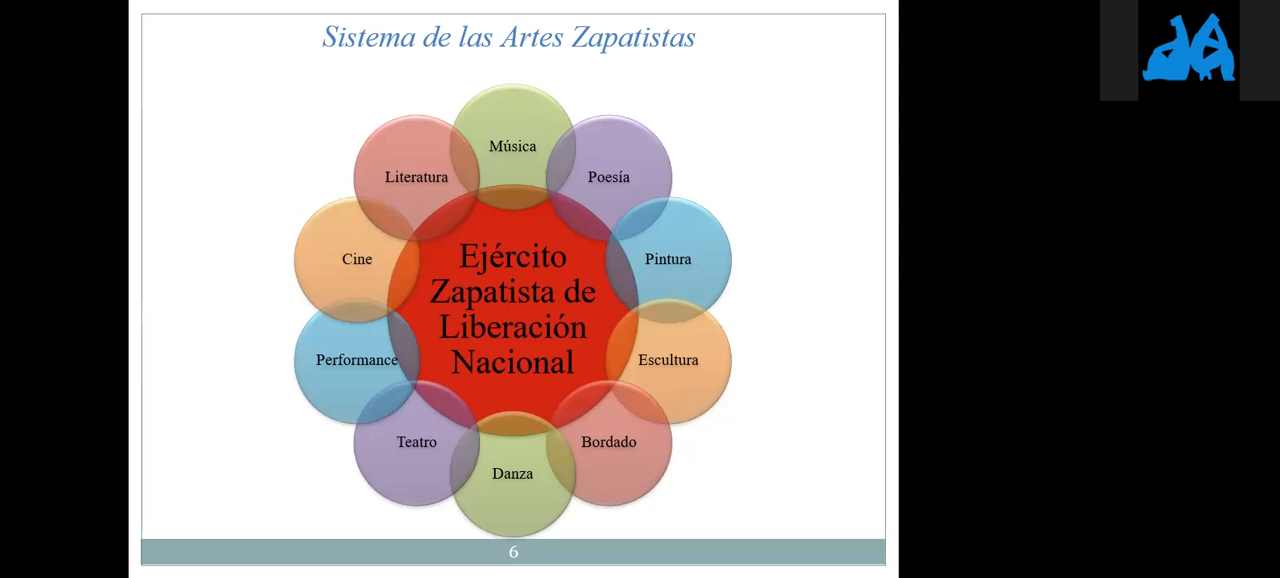 Sistema de las Artes Zapatistas
Música
Literatura
Poesía
Cine
Pintura
Ejército
Zapatista de
Liberación
Nacional
Performance
Escultura
Teatro
Bordado
Danza
6